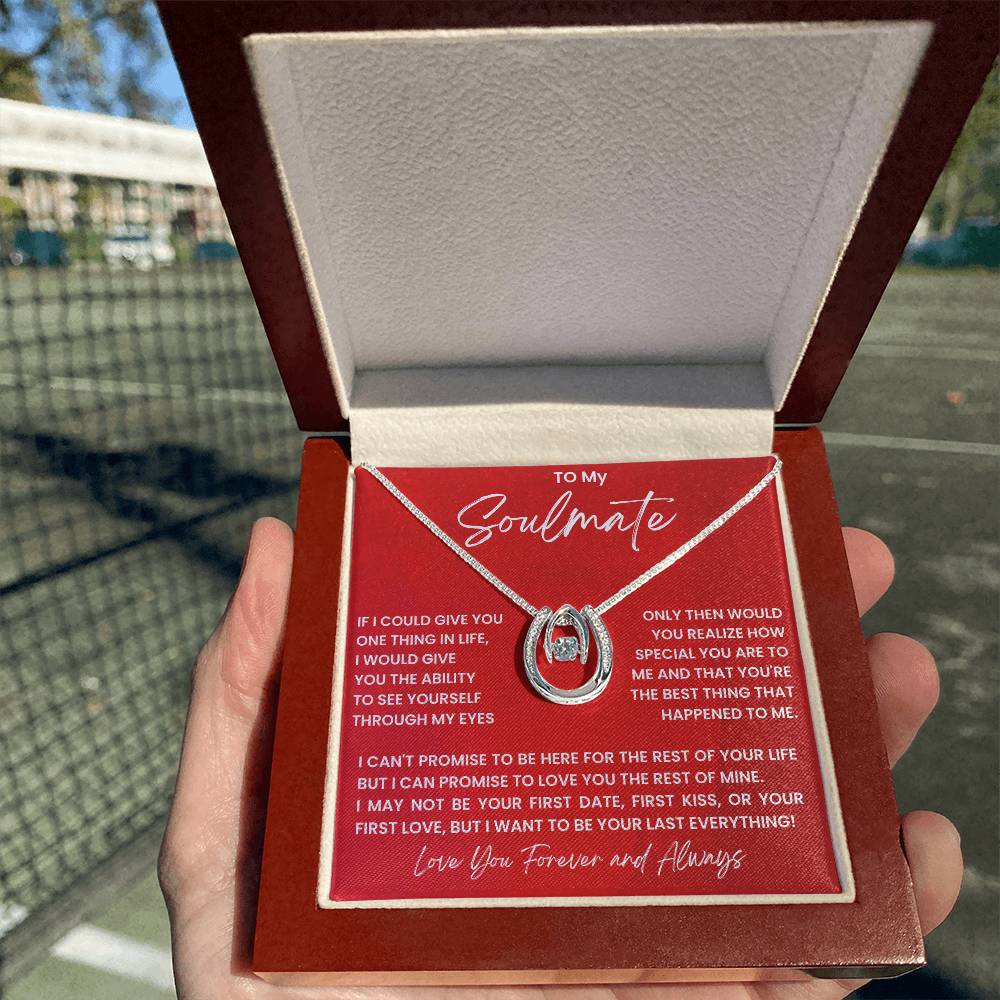 TO My
Soulmate
IF I COULD GIVE YOU
ONE THING IN LIFE,
I WOULD GIVE
YOU THE ABILITY
TO SEE YOURSELF
THROUGH MY EYES
ONLY THEN WOULD
YOU REALIZE HOW
SPECIAL YOU ARE TO
ME AND THAT YOU'RE
THE BEST THING THAT
HAPPENED TO ME.
I CAN'T PROMISE TO BE HERE FOR THE REST OF YOUR LIFE
BUT I CAN PROMISE TO LOVE YOU THE REST OF MINE.
I MAY NOT BE YOUR FIRST DATE, FIRST KISS, OR YOUR
FIRST LOVE, BUT I WANT TO BE YOUR LAST EVERYTHING!
Love You Forever and Always